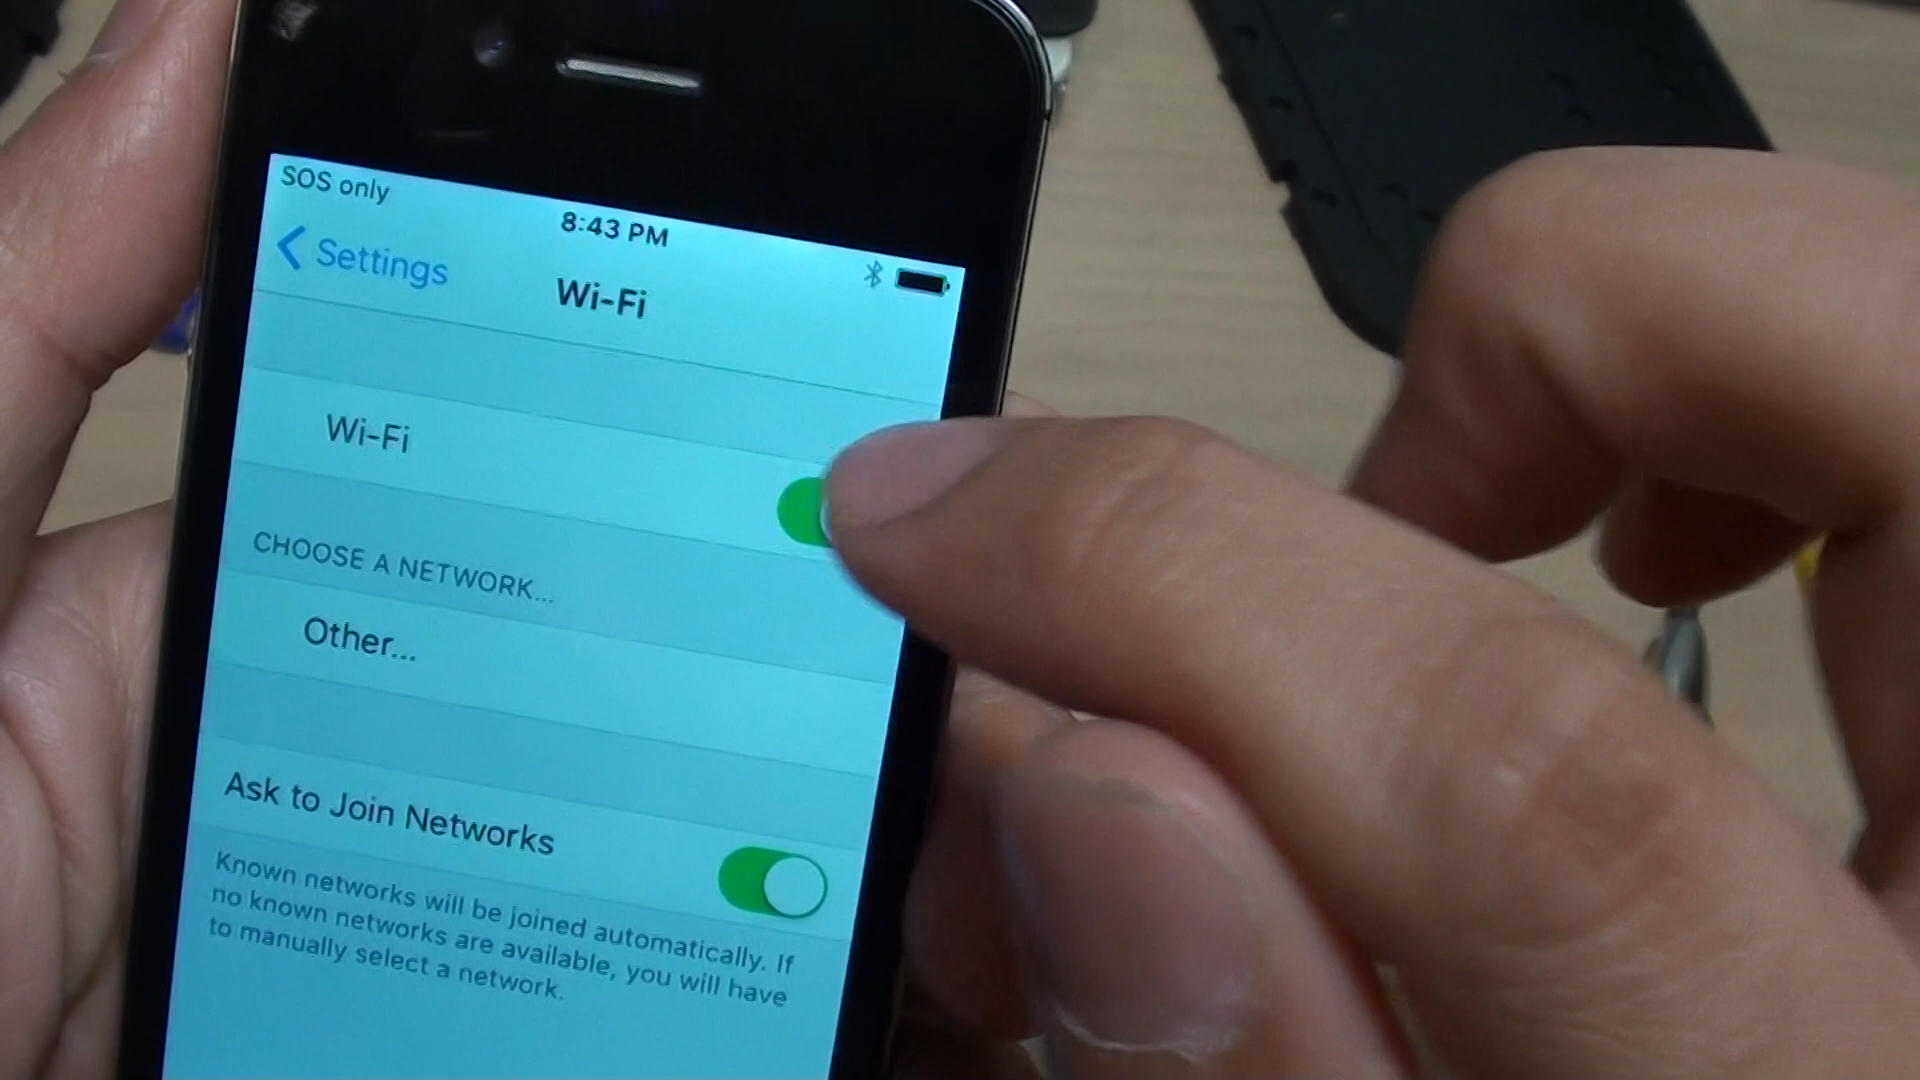 SOS only
8:43 PM
Settings
Wi-Fi
Wi-Fi
CHOOSE A NETWORK...
Other...
Ask to Join Networks
Known networks will be joined automatically. If
no known networks are available, you will have
to manually select a network.